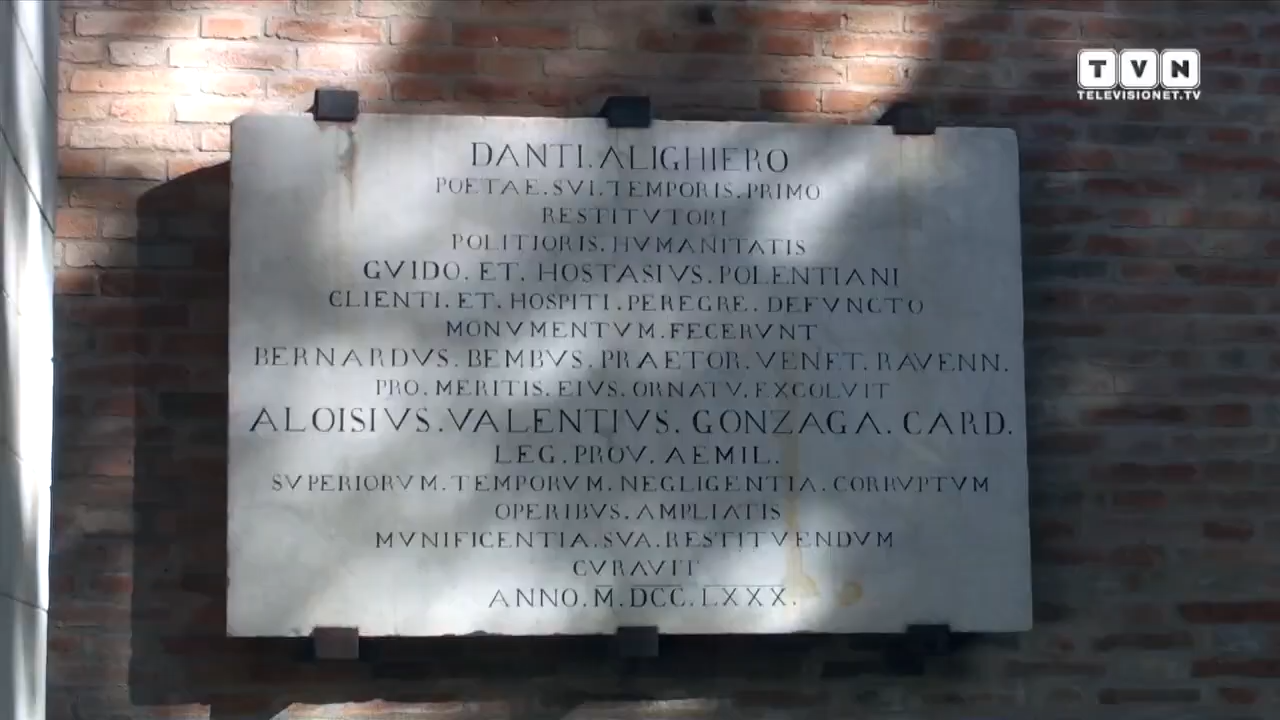 TVN
TELEVISIONET.TV
DANTI.ALIGHIERO
POETAE.SVI.TEMPORIS.PRIMO
RESTITVTORI
POLITIORIS.HVMANITATIS
GVIDO.ET.HOSTASIVS.POLENTIANI
CLIENTI.ET.HOSPITI.PEREGRE.DEFVNCTO
MONVMENTVM.FECERVNT
BERNARDVS.BEMBVS.PRAETOR.VENET.RAVENN.
PRO.MERITIS.EIVS.ORNATV.EXCOLVIT
ALOISIVS.VALENTIVS.GONZAGA.CARD.
LEG.PROV.AEMIL.
SVPERIORVM.TEMPORVM.NEGLIGENTIA.CORRVPTVM
OPERIBVS.AMPLIATIS
MVNIFICENTIA.SVA.RESTITVENDVM
CVRAVIT
ANNO.M.DCC.LXXX.